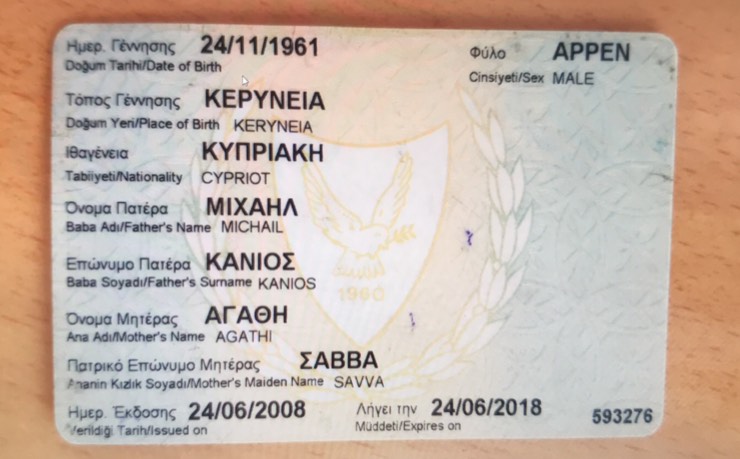 Ημερ. Γέννησης 24/11/1961 Φύλο ΑΡΡΕΝ
Doğum Tarihi/Date of Birth Cinsiyeti/Sex MALE
Τόπος Γέννησης ΚΕΡΥΝΕΙΑ
Doğum Yeri/Place of Birth KERYNEIA
Ιθαγένεια ΚΥΠΡΙΑΚΗ
Tabiiyeti/Nationality CYPRIOT
Όνομα Πατέρα ΜΙΧΑΗΛ
Baba Adı/Father's Name MICHAIL
Επώνυμο Πατέρα ΚΑΝΙΟΣ
Baba Soyadı/Father's Surname KANIOS
1960
Όνομα Μητέρας ΑΓΑΘΗ
Ana Adı/Mother's Name AGATHI
Πατρικό Επώνυμο Μητέρας ΣΑΒΒΑ
Ananin Kızlık Soyadı/Mother's Maiden Name SAVVA
Ημερ. Έκδοσης 24/06/2008 Λήγει την 24/06/2018 593276
Verildiği Tarih/Issued on Müddeti/Expires on